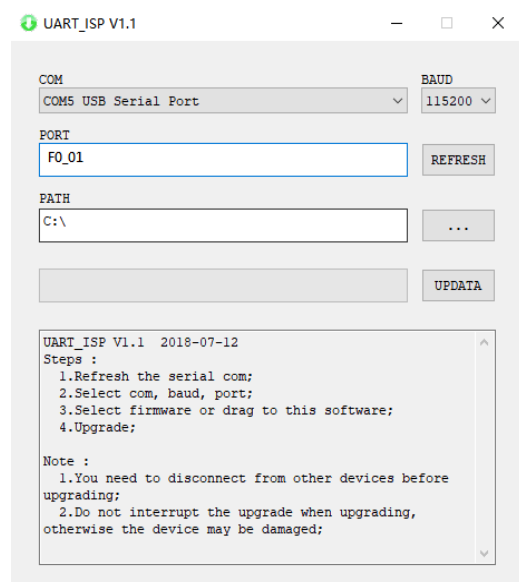 UART_ISP V1.1
COM
BAUD
COM5 USB Serial Port
115200
PORT
F0_01
REFRESH
PATH
C:\
...
UPDATA
UART_ISP V1.1  2018-07-12
Steps :
  1.Refresh the serial com;
  2.Select com, baud, port;
  3.Select firmware or drag to this software;
  4.Upgrade;
Note :
  1.You need to disconnect from other devices before
upgrading;
  2.Do not interrupt the upgrade when upgrading,
otherwise the device may be damaged;